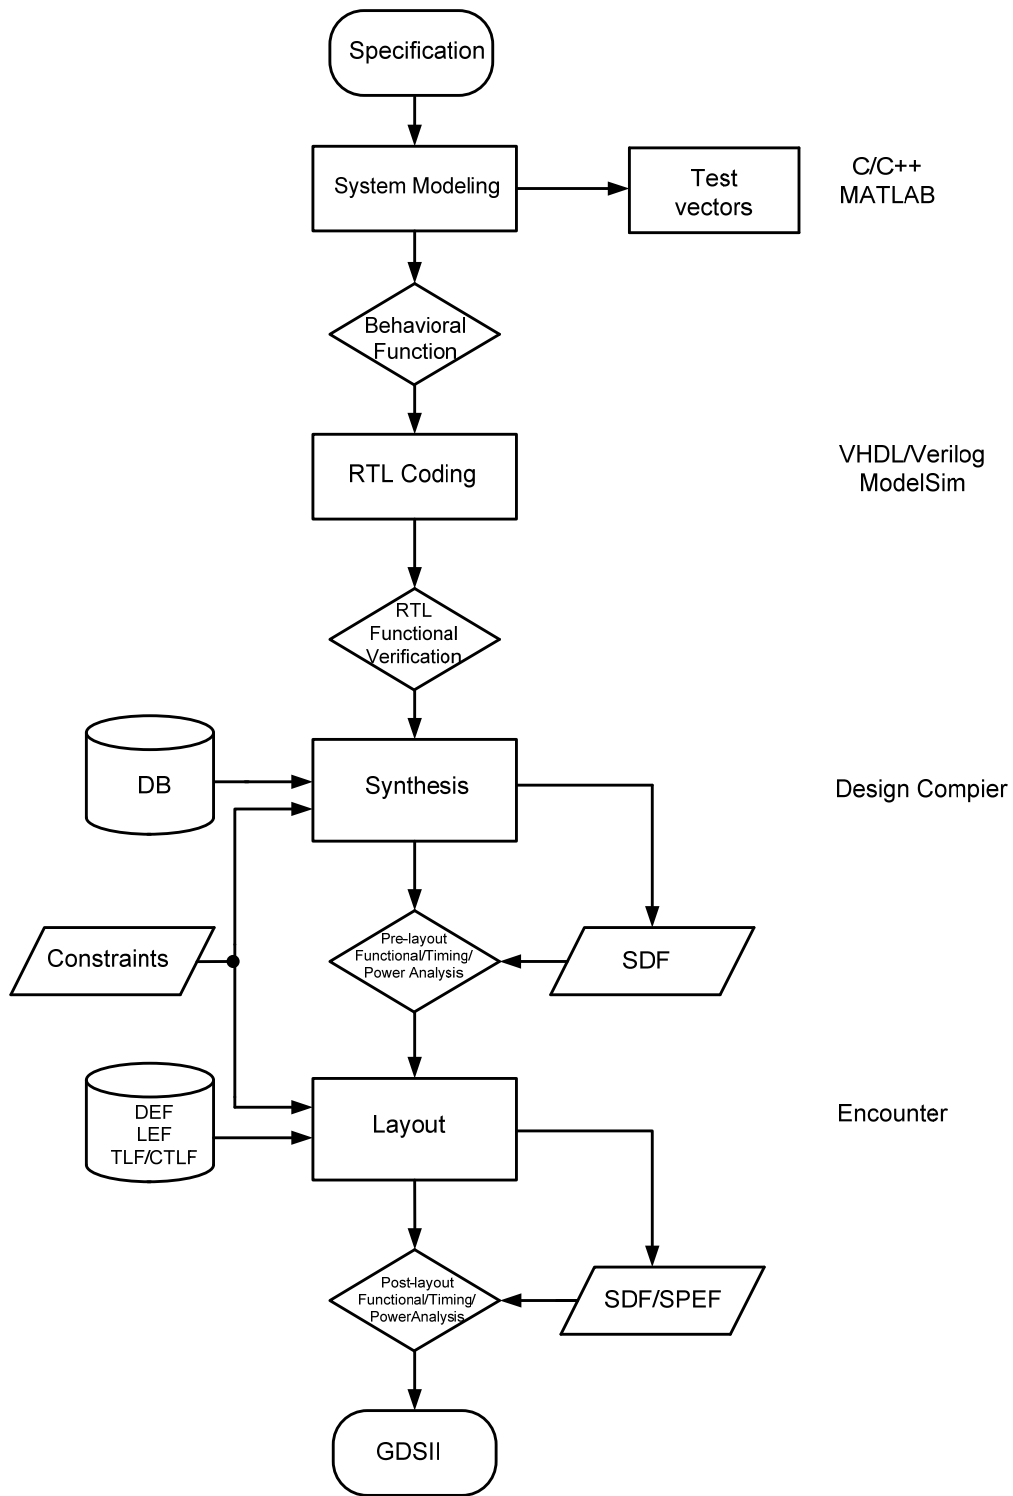 Specification
System Modeling
Test
vectors
C/C++
MATLAB
Behavioral
Function
RTL Coding
VHDL/Verilog
ModelSim
RTL
Functional
Verification
DB
Synthesis
Design Compier
Constraints
Pre-layout
Functional/Timing/
Power Analysis
SDF
DEF
LEF
TLF/CTLF
Layout
Encounter
Post-layout
Functional/Timing/
PowerAnalysis
SDF/SPEF
GDSII